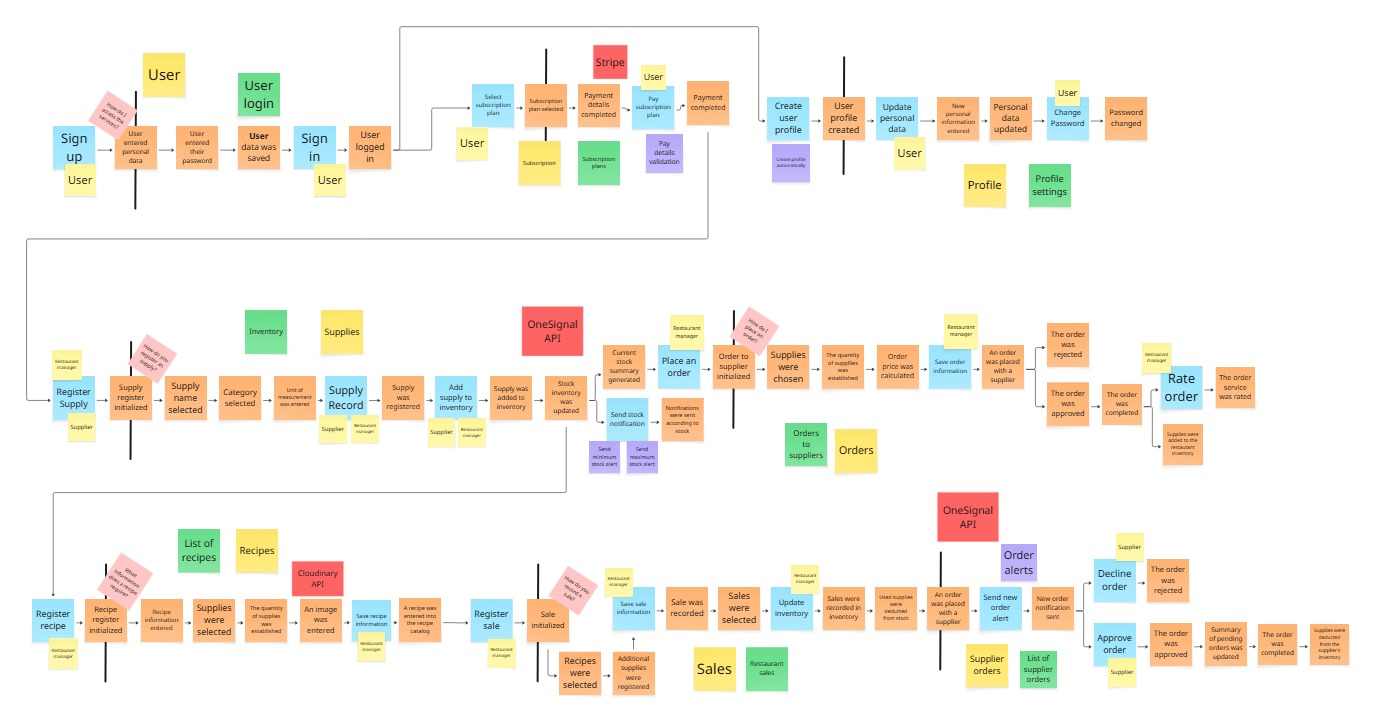 User
User
login
How do I
access the
services?
Sign
up
User
User
entered
personal
data
User
entered
their
password
User
data was
saved
Sign
in
User
User
logged
in
Select
subscription
plan
User
Subscription
plan selected
Subscription
Stripe
Payment
details
completed
Subscription
plans
User
Pay
subscription
plan
Pay
details
validation
Payment
completed
Create
user
profile
Create profile
automatically
User
profile
created
Update
personal
data
User
New
personal
information
entered
Personal
data
updated
User
Change
Password
Password
changed
Profile
Profile
settings
Inventory
Supplies
Restaurant
manager
Register
Supply
Supplier
How do you
register a
supply?
Supply
register
initialized
Supply
name
selected
Category
selected
Unit of
measurement
was entered
Supply
Record
Supplier
Restaurant
manager
Supply
was
registered
Add
supply to
inventory
Supplier
Restaurant
manager
Supply was
added to
inventory
Stock
inventory
was
updated
OneSignal
API
Current
stock
summary
generated
Send stock
notification
Send
minimum
stock alert
Send
maximum
stock alert
Notifications
were sent
according to
stock
Restaurant
manager
Place an
order
How do I
place an
order?
Order to
supplier
initialized
Supplies
were
chosen
The quantity
of supplies was
established
Order
price was
calculated
Restaurant
manager
Save order
information
An order
was placed
with a
supplier
Orders
to
suppliers
Orders
The order
was
rejected
The order
was
approved
The order
was
completed
Restaurant
manager
Rate
order
The order
service
was rated
Supplies were
added to the
restaurant
inventory
List of
recipes
Recipes
Cloudinary
API
Register
recipe
Restaurant
manager
What
information
does a recipe
require?
Recipe
register
initialized
Recipe
information
entered
Supplies
were
selected
The quantity
of supplies
was
established
An image
was
entered
Save recipe
information
Restaurant
manager
A recipe was
entered into
the recipe
catalog
Register
sale
Restaurant
manager
How do you
record a
sale?
Sale
initialized
Recipes
were
selected
Additional
supplies
were
registered
Restaurant
manager
Save sale
information
Sale was
recorded
Sales
were
selected
Restaurant
manager
Update
inventory
Sales were
recorded in
inventory
Used supplies
were
deducted
from stock
Sales
Restaurant
sales
OneSignal
API
Order
alerts
An order
was placed
with a
supplier
Send new
order
alert
New order
notification
sent
Supplier
orders
List of
supplier
orders
Supplier
Decline
order
The order
was
rejected
Approve
order
Supplier
The order
was
approved
Summary
of pending
orders was
updated
The order
was
completed
Supplies were
deducted
from the
supplier's
inventory